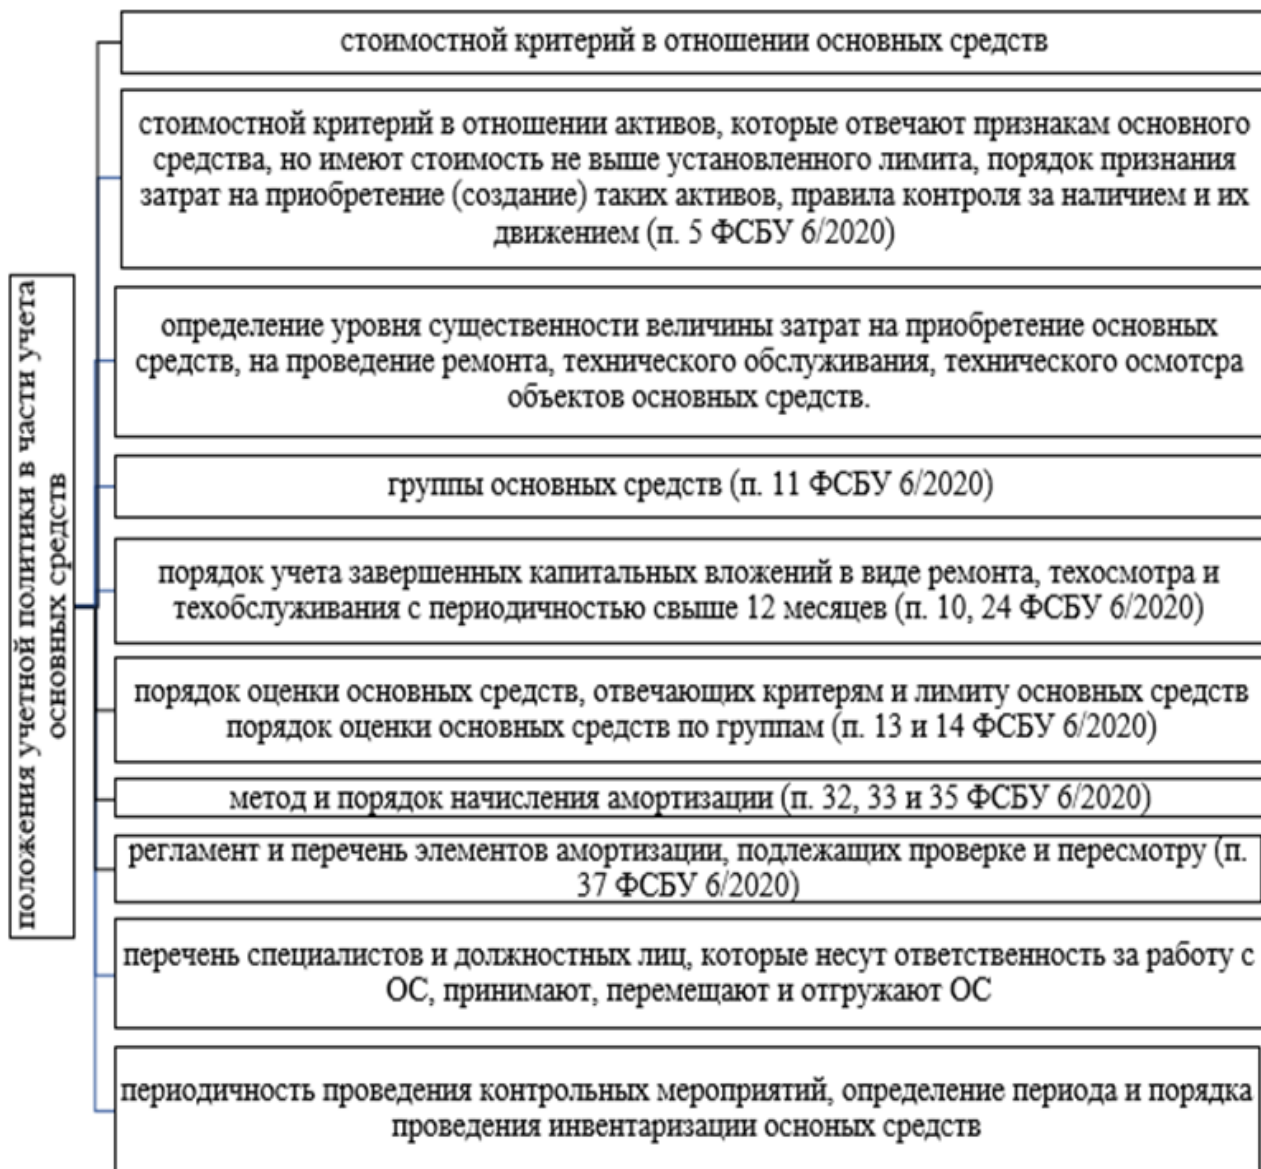 положения учетной политики в части учета
основных средств
стоимостной критерий в отношении основных средств
стоимостной критерий в отношении активов, которые отвечают признакам основного
средства, но имеют стоимость не выше установленного лимита, порядок признания
затрат на приобретение (создание) таких активов, правила контроля за наличием и их
движением (п. 5 ФСБУ 6/2020)
определение уровня существенности величины затрат на приобретение основных
средств, на проведение ремонта, технического обслуживания, технического осмотсра
объектов основных средств.
группы основных средств (п. 11 ФСБУ 6/2020)
порядок учета завершенных капитальных вложений в виде ремонта, техосмотра и
техобслуживания с периодичностью свыше 12 месяцев (п. 10, 24 ФСБУ 6/2020)
порядок оценки основных средств, отвечающих критерям и лимиту основных средств
порядок оценки основных средств по группам (п. 13 и 14 ФСБУ 6/2020)
метод и порядок начисления амортизации (п. 32, 33 и 35 ФСБУ 6/2020)
регламент и перечень элементов амортизации, подлежащих проверке и пересмотру (п.
37 ФСБУ 6/2020)
перечень специалистов и должностных лиц, которые несут ответственность за работу с
ОС, принимают, перемещают и отгружают ОС
периодичность проведения контрольных мероприятий, определение периода и порядка
проведения инвентаризации осноных средств